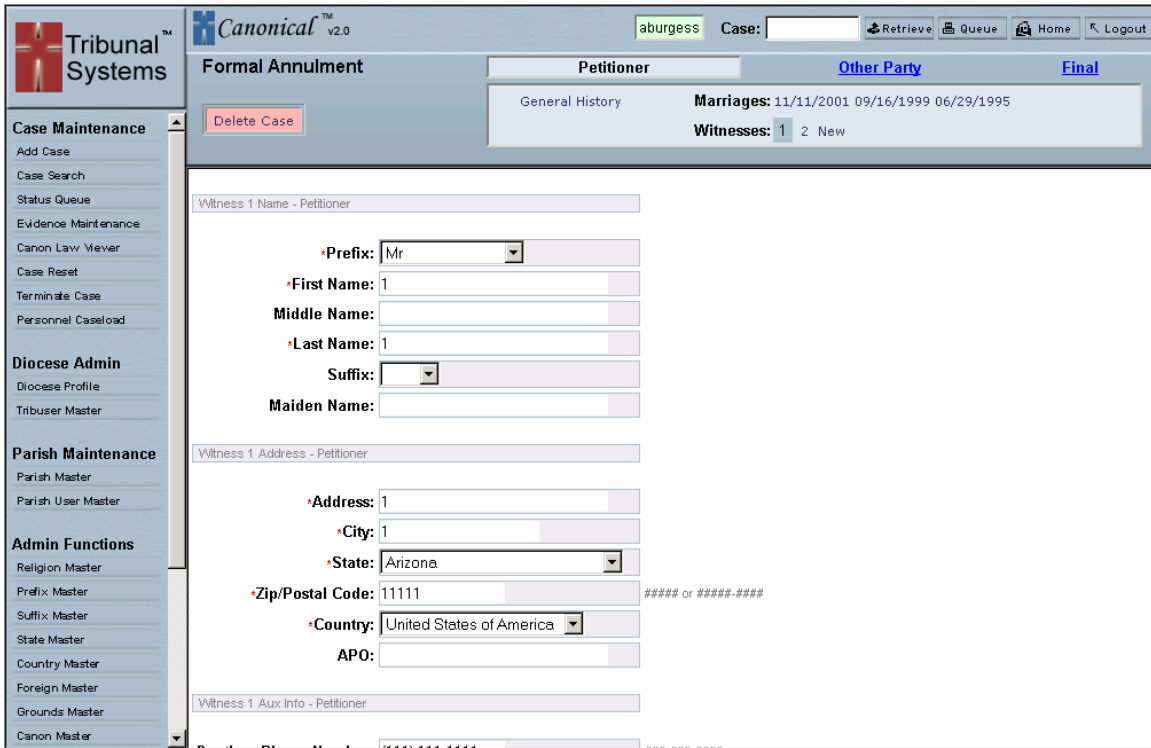 Tribunal™
Systems
Canonical™ v2.0
aburgess Case: Retrieve Queue Home Logout
Formal Annulment
Petitioner Other Party Final
Delete Case
General History Marriages: 11/11/2001 09/16/1999 06/29/1995
Witnesses: 1 2 New
Case Maintenance
Add Case
Case Search
Status Queue
Evidence Maintenance
Canon Law Viewer
Case Reset
Terminate Case
Personnel Caseload
Diocese Admin
Diocese Profile
Tribuser Master
Parish Maintenance
Parish Master
Parish User Master
Admin Functions
Religion Master
Prefix Master
Suffix Master
State Master
Country Master
Foreign Master
Grounds Master
Canon Master
Witness 1 Name - Petitioner
*Prefix: Mr
*First Name: 1
Middle Name:
*Last Name: 1
Suffix:
Maiden Name:
Witness 1 Address - Petitioner
*Address: 1
*City: 1
*State: Arizona
*Zip/Postal Code: 11111 ##### or #####-####
*Country: United States of America
APO:
Witness 1 Aux Info - Petitioner